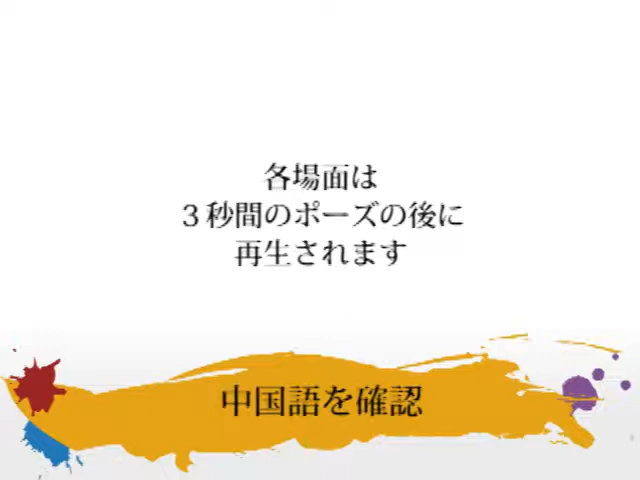 各場面は
３秒間のポーズの後に
再生されます
中国語を確認